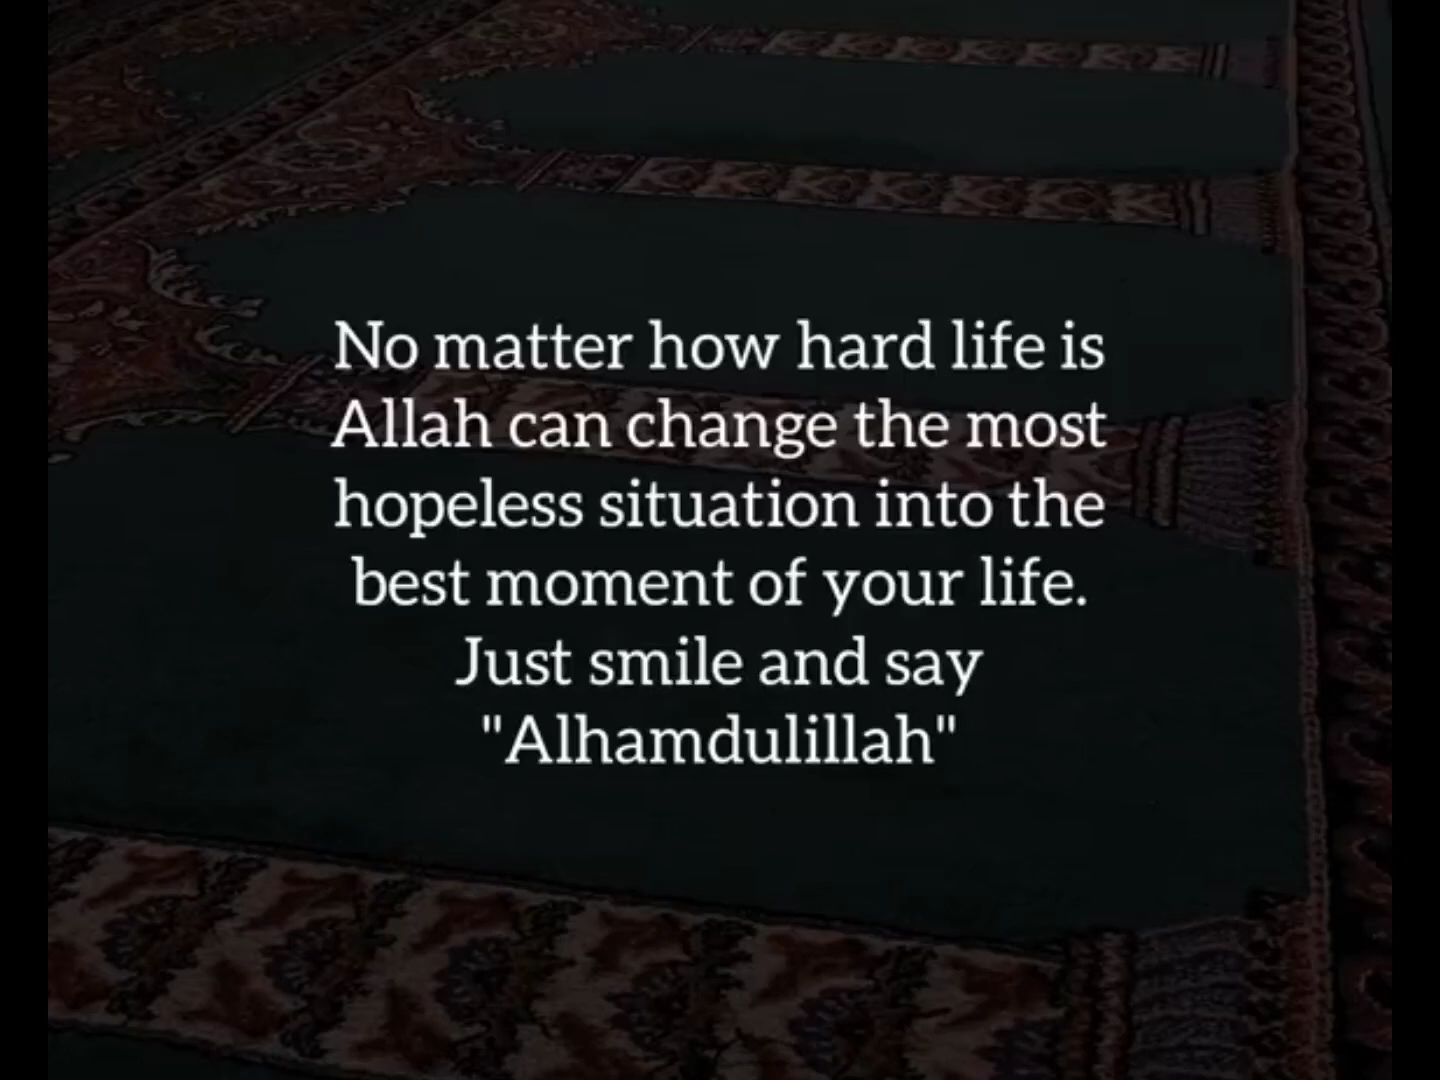 No matter how hard life is
Allah can change the most
hopeless situation into the
best moment of your life.
Just smile and say
"Alhamdulillah"